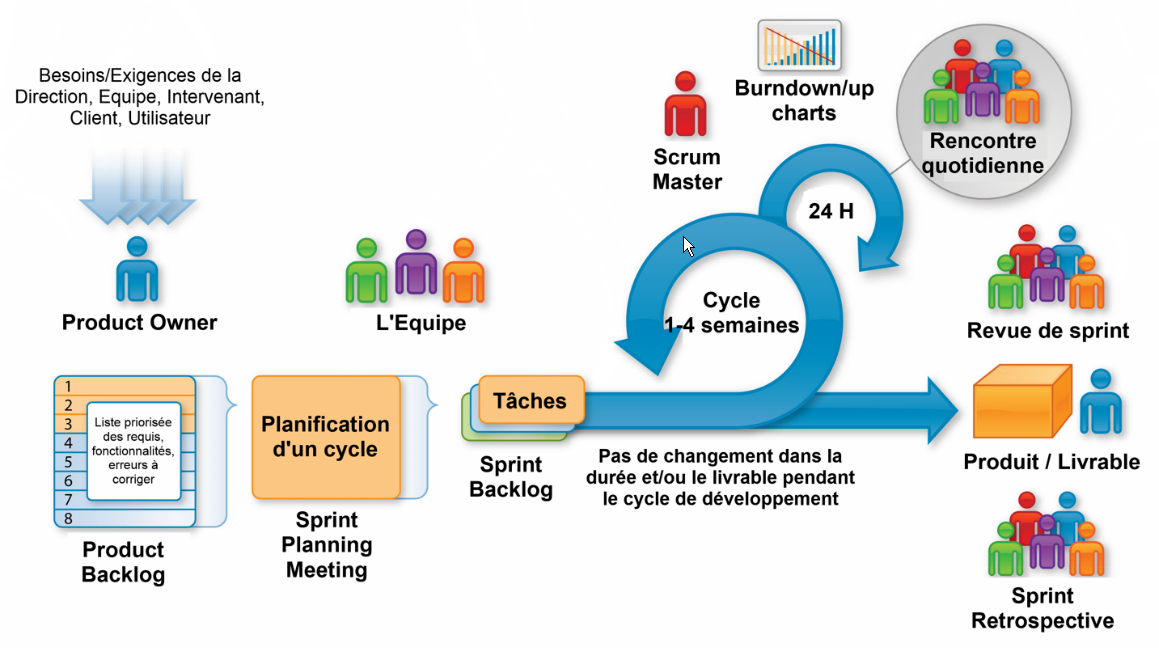 Besoins/Exigences de la
Direction, Equipe, Intervenant,
Client, Utilisateur
Product Owner
L'Equipe
Scrum
Master
Burndown/up
charts
Rencontre
quotidienne
24 H
Cycle
1-4 semaines
Revue de sprint
1
2
3
4
5
6
7
8
Liste priorisée
des requis,
fonctionnalités,
erreurs à
corriger
Product
Backlog
Planification
d'un cycle
Sprint
Planning
Meeting
Tâches
Sprint
Backlog
Pas de changement dans la
durée et/ou le livrable pendant
le cycle de développement
Produit / Livrable
Sprint
Retrospective